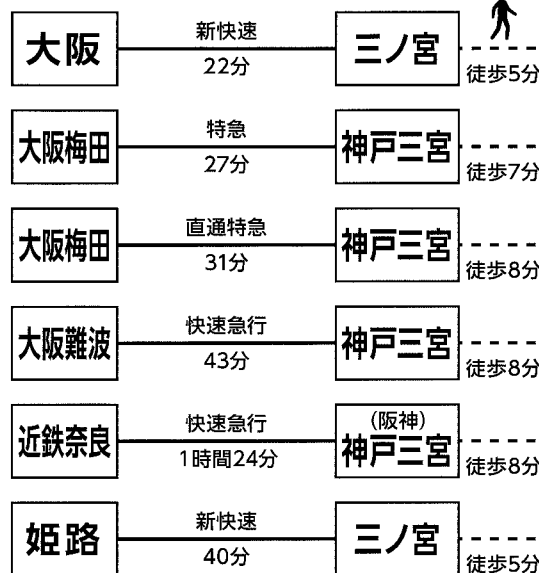 大阪
新快速
22分
三ノ宮
徒歩5分
大阪梅田
特急
27分
神戸三宮
徒歩7分
大阪梅田
直通特急
31分
神戸三宮
徒歩8分
大阪難波
快速急行
43分
神戸三宮
徒歩8分
近鉄奈良
快速急行
1時間24分
(阪神)
神戸三宮
徒歩8分
姫路
新快速
40分
三ノ宮
徒歩5分